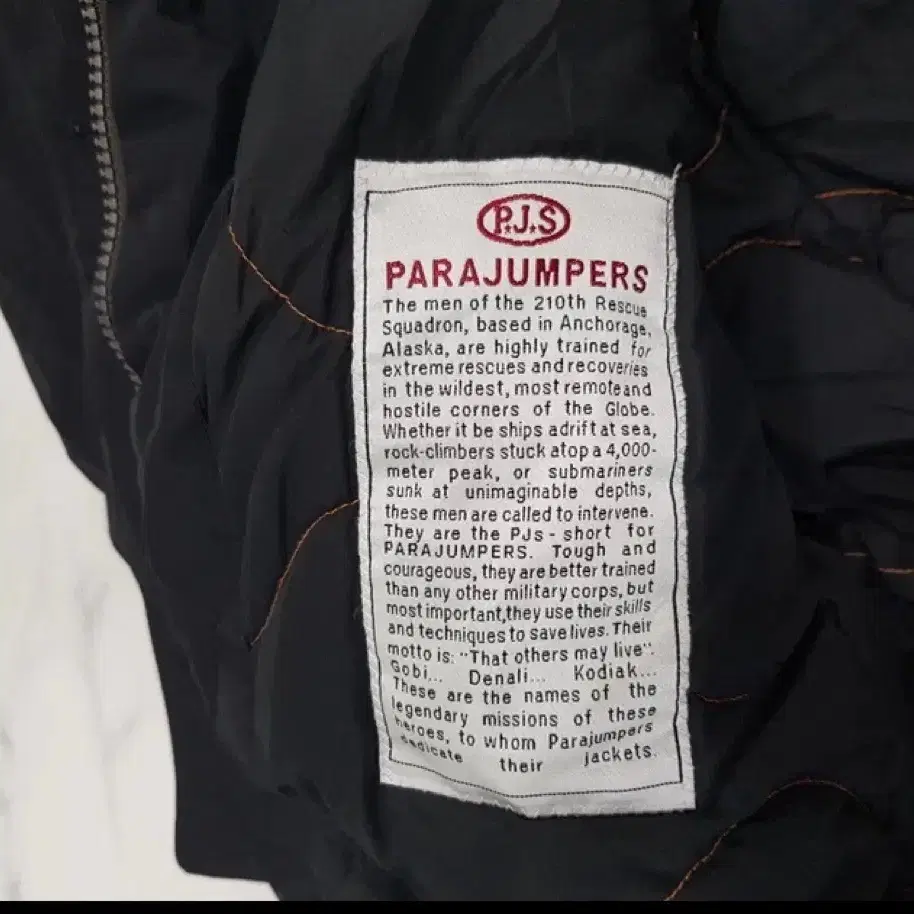 P.J.S
PARAJUMPERS
The men of the 210th Rescue
Squadron, based in Anchorage,
Alaska, are highly trained for
extreme rescues and recoveries
in the wildest, most remote and
hostile corners of the Globe.
Whether it be ships adrift at sea,
rock-climbers stuck atop a 4,000-
meter peak, or submariners
sunk at unimaginable depths,
these men are called to intervene.
They are the PJs - short for
PARAJUMPERS. Tough and
courageous, they are better trained
than any other military corps, but
most important,they use their skills
and techniques to save lives. Their
motto is: "That others may live".
Gobi... Denali... Kodiak...
These are the names of the
legendary missions of these
heroes, to whom Parajumpers
dedicate their jackets.